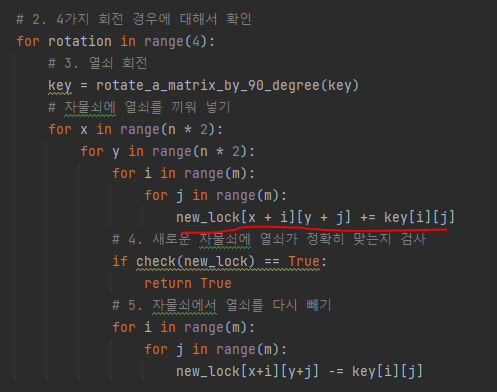 # 2. 4가지 회전 경우에 대해서 확인
for rotation in range(4):
    # 3. 열쇠 회전
    key = rotate_a_matrix_by_90_degree(key)
    # 자물쇠에 열쇠를 끼워 넣기
    for x in range(n * 2):
        for y in range(n * 2):
            for i in range(m):
                for j in range(m):
                    new_lock[x + i][y + j] += key[i][j]
            # 4. 새로운 자물쇠에 열쇠가 정확히 맞는지 검사
            if check(new_lock) == True:
                return True
            # 5. 자물쇠에서 열쇠를 다시 빼기
            for i in range(m):
                for j in range(m):
                    new_lock[x+i][y+j] -= key[i][j]